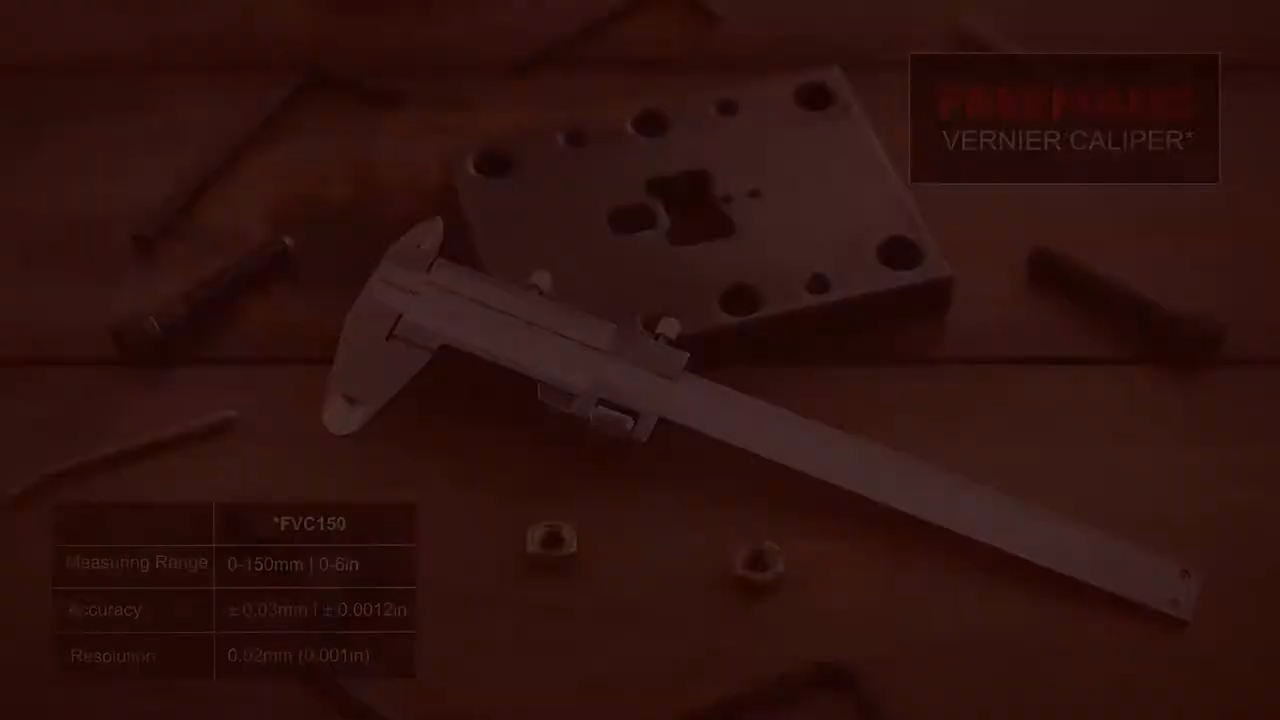 VERNIER CALIPER*
*FVC150
Measuring Range 0-150mm | 0-6in
Accuracy ±0.03mm | ±0.0012in
Resolution 0.02mm (0.001in)